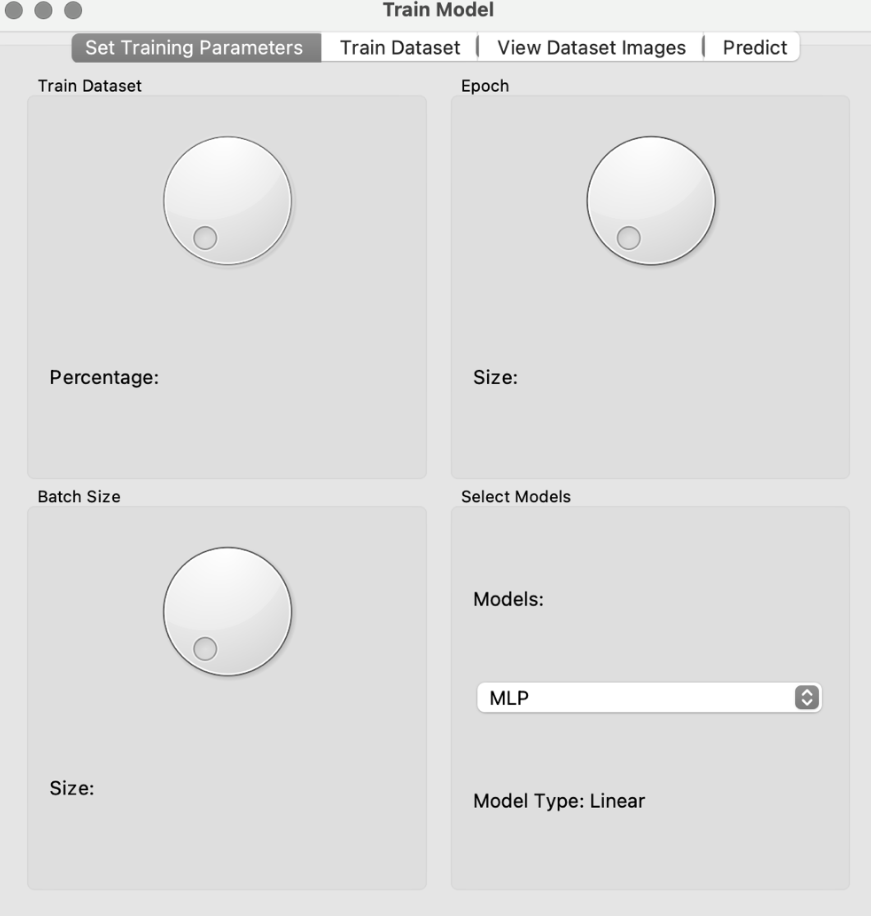 Train Model
Set Training Parameters
Train Dataset
View Dataset Images
Predict
Train Dataset
Percentage:
Epoch
Size:
Batch Size
Size:
Select Models
Models:
MLP
Model Type: Linear